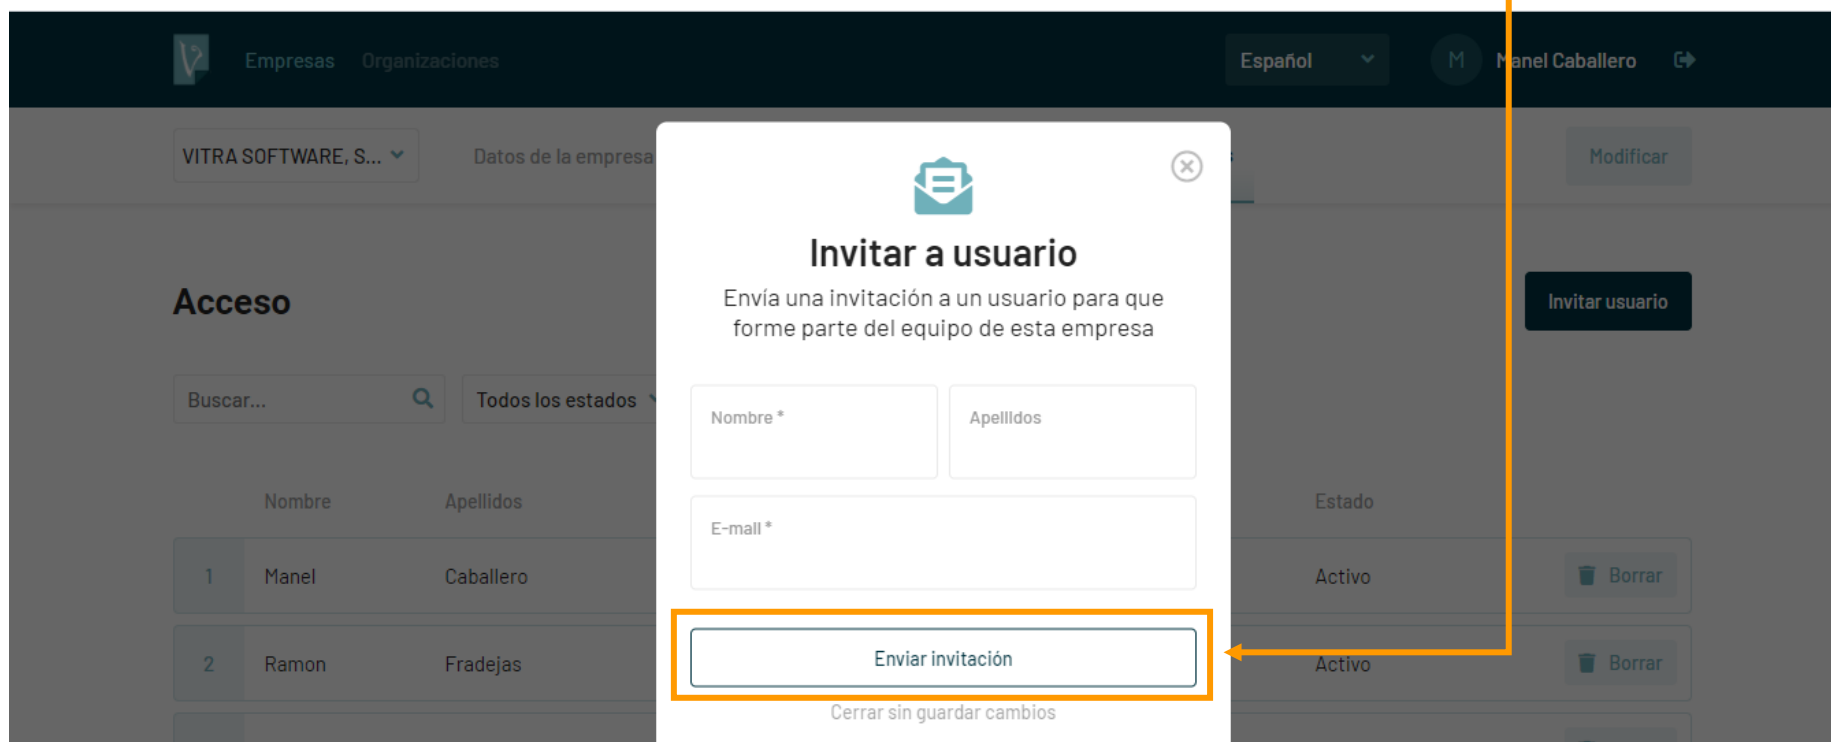 Empresas Organizaciones Español M Manel Caballero
VITRA SOFTWARE, S... Datos de la empresa Modificar
Invitar a usuario
Envía una invitación a un usuario para que
forme parte del equipo de esta empresa
Acceso Invitar usuario
Buscar... Todos los estados
Nombre * Apellidos
Nombre Apellidos Estado
E-mail *
1 Manel Caballero Activo Borrar
2 Ramon Fradejas Activo Borrar
Enviar invitación
Cerrar sin guardar cambios